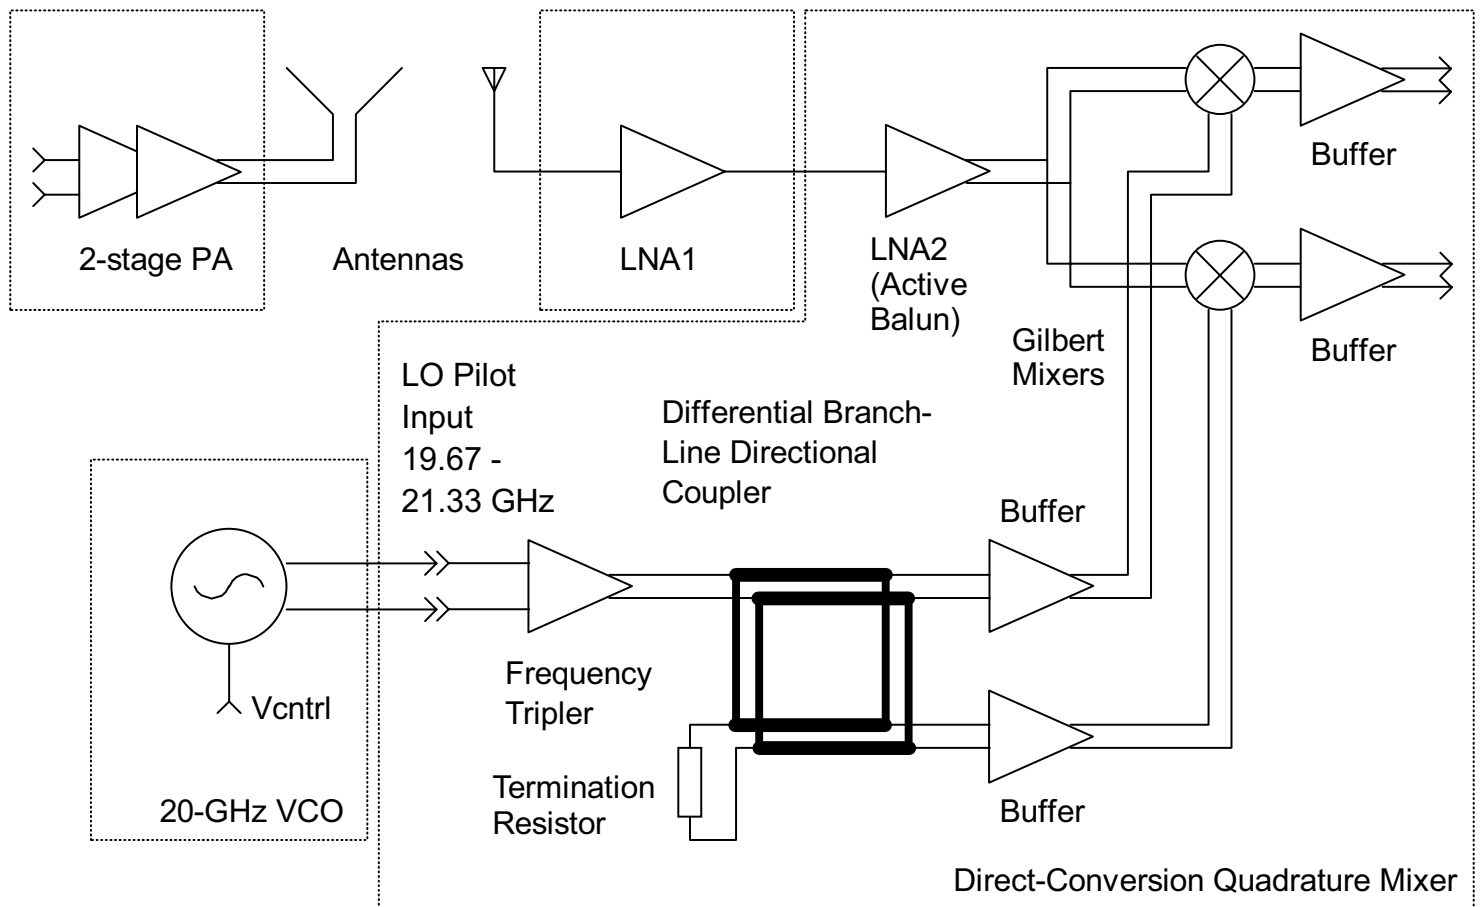 Buffer
2-stage PA
Antennas
LNA1
LNA2
(Active
Balun)
Gilbert
Mixers
Buffer
LO Pilot
Input
19.67 -
21.33 GHz
Differential Branch-
Line Directional
Coupler
Buffer
Frequency
Tripler
Vcntrl
Termination
Resistor
20-GHz VCO
Buffer
Direct-Conversion Quadrature Mixer